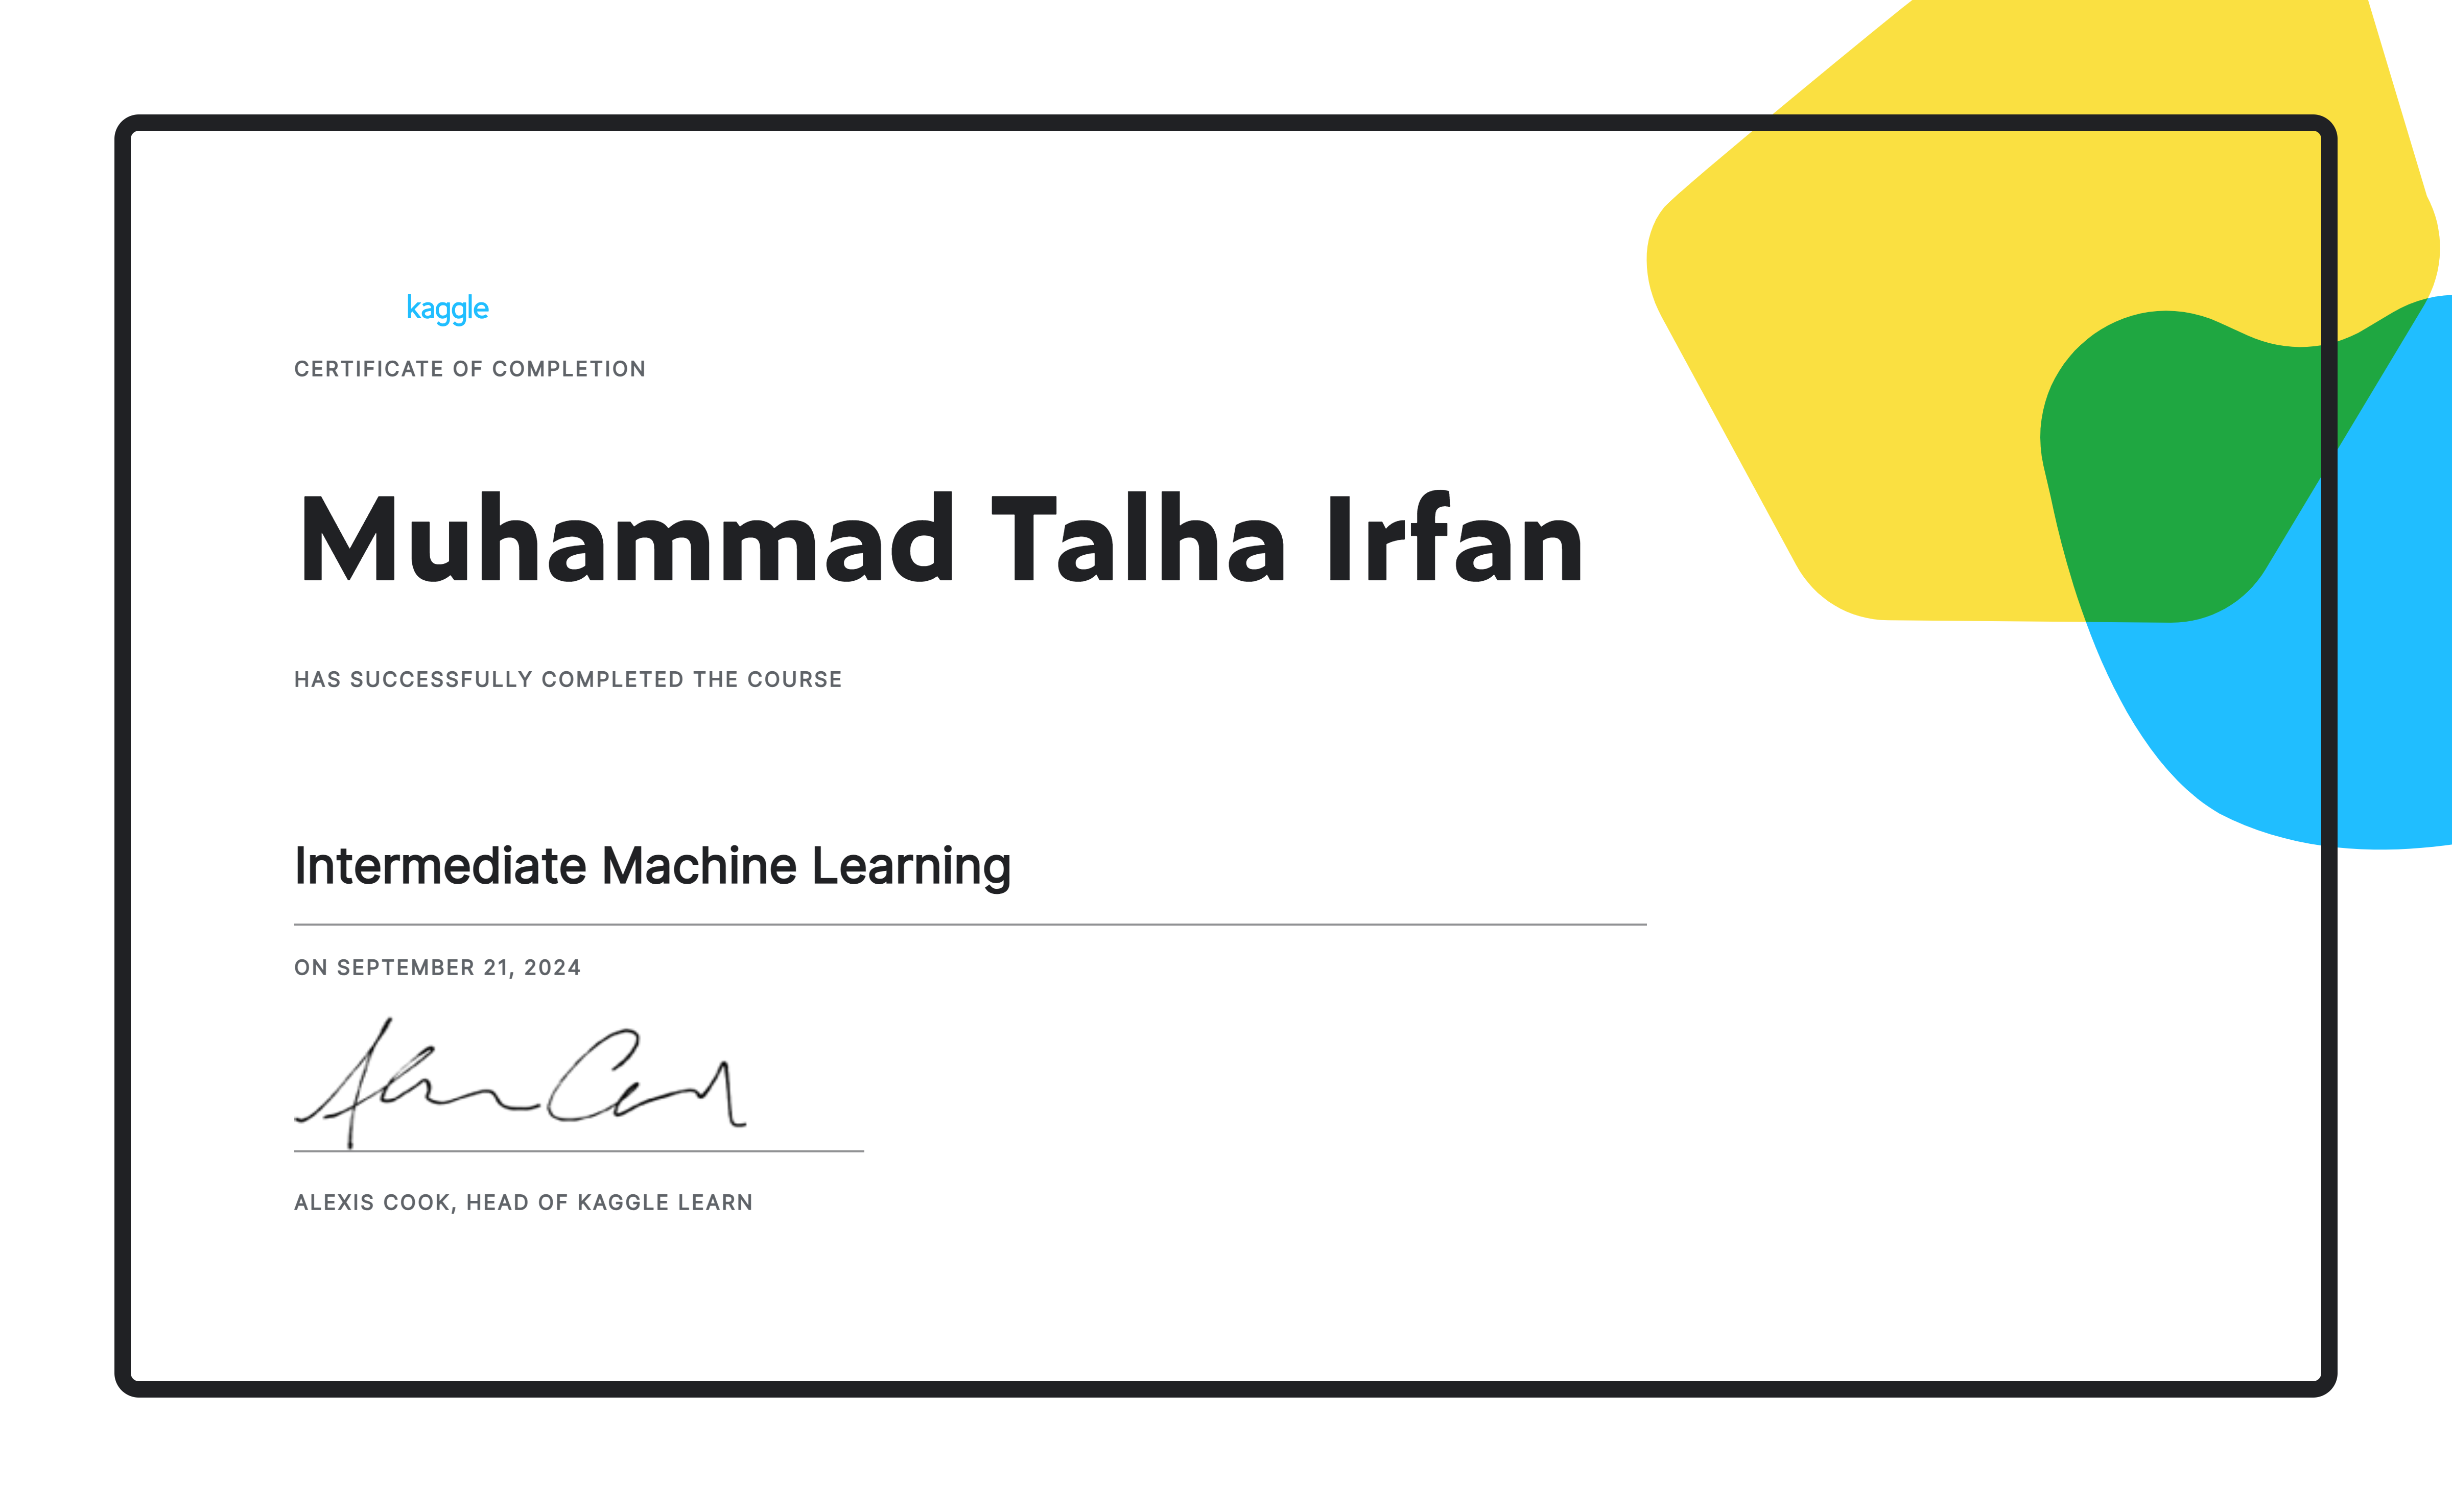 kaggle
CERTIFICATE OF COMPLETION
Muhammad Talha Irfan
HAS SUCCESSFULLY COMPLETED THE COURSE
Intermediate Machine Learning
ON SEPTEMBER 21, 2024
ALEXIS COOK, HEAD OF KAGGLE LEARN